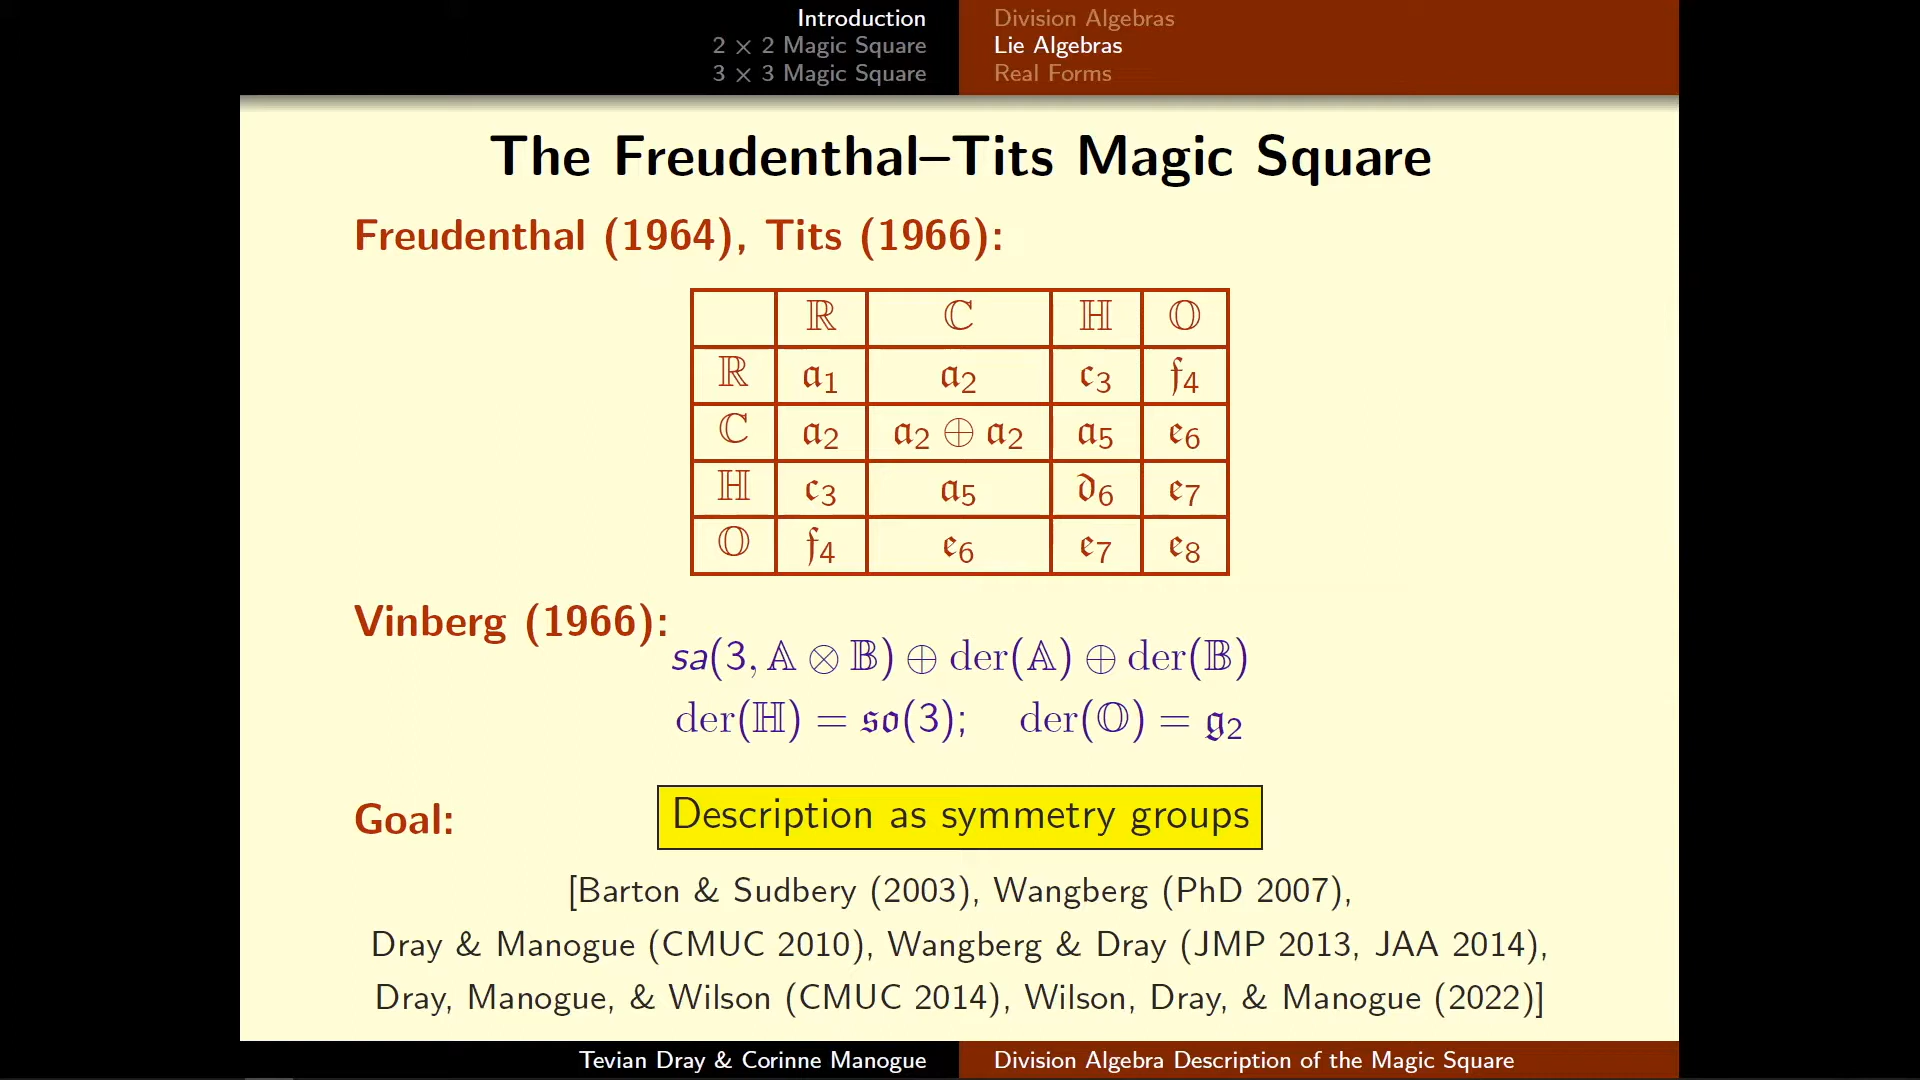 Introduction
2 × 2 Magic Square
3 × 3 Magic Square
Division Algebras
Lie Algebras
Real Forms
The Freudenthal–Tits Magic Square
Freudenthal (1964), Tits (1966):
ℝ ℂ ℍ 𝕆
ℝ 𝔞₁ 𝔞₂ 𝔠₃ 𝔣₄
ℂ 𝔞₂ 𝔞₂ ⊕ 𝔞₂ 𝔞₅ 𝔢₆
ℍ 𝔠₃ 𝔞₅ 𝔡₆ 𝔢₇
𝕆 𝔣₄ 𝔢₆ 𝔢₇ 𝔢₈
Vinberg (1966):
sa(3, 𝔸 ⊗ 𝔹) ⊕ der(𝔸) ⊕ der(𝔹)
der(ℍ) = 𝔰𝔬(3); der(𝕆) = 𝔤₂
Goal:
Description as symmetry groups
[Barton & Sudbery (2003), Wangberg (PhD 2007),
Dray & Manogue (CMUC 2010), Wangberg & Dray (JMP 2013, JAA 2014),
Dray, Manogue, & Wilson (CMUC 2014), Wilson, Dray, & Manogue (2022)]
Tevian Dray & Corinne Manogue
Division Algebra Description of the Magic Square